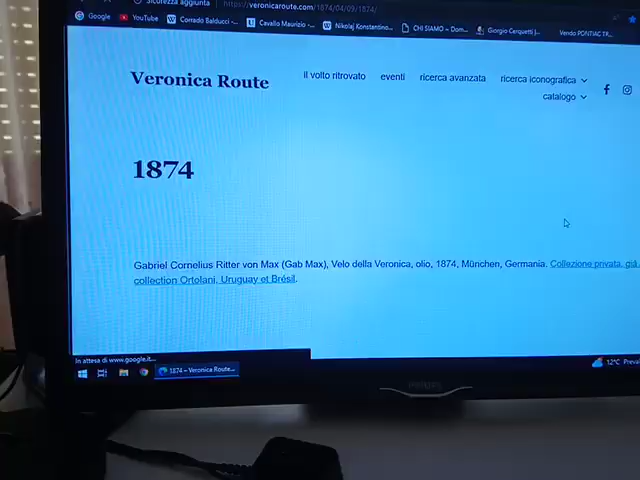 Sicurezza aggiunta https://veronicaroute.com/1874/04/09/1874/
Google YouTube Corrado Balducci -... Cavallo Maurizio -... Nikolaj Konstantino... CHI SIAMO – Dom... Giorgio Cerquetti J... Vendo PONTIAC TR...
Veronica Route
il volto ritrovato eventi ricerca avanzata ricerca iconografica
catalogo
1874
Gabriel Cornelius Ritter von Max (Gab Max), Velo della Veronica, olio, 1874, München, Germania. Collezione privata, già
collection Ortolani, Uruguay et Brésil.
In attesa di www.google.it...
1874 – Veronica Route...
12°C Preval
PHILIPS